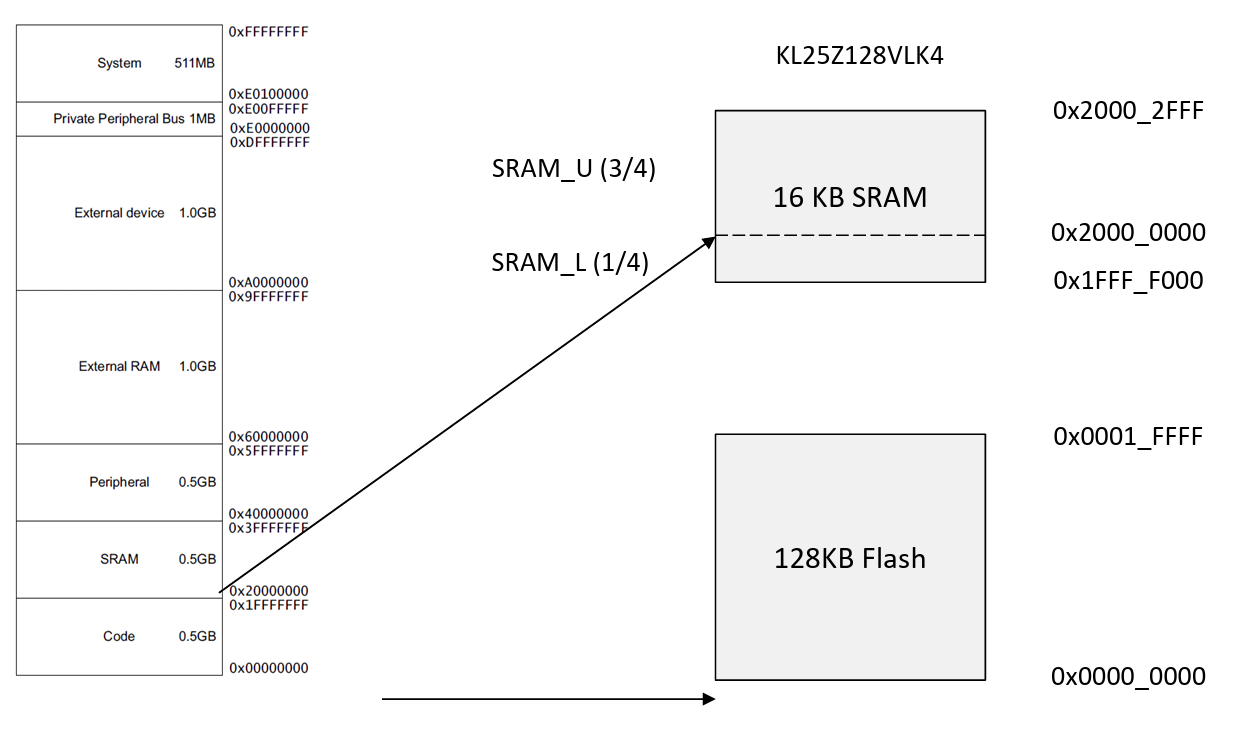 0xFFFFFFFF
System 511MB
0xE0100000
0xE00FFFFF
Private Peripheral Bus 1MB
0xE0000000
0xDFFFFFFF
External device 1.0GB
0xA0000000
0x9FFFFFFF
External RAM 1.0GB
0x60000000
0x5FFFFFFF
Peripheral 0.5GB
0x40000000
0x3FFFFFFF
SRAM 0.5GB
0x20000000
0x1FFFFFFF
Code 0.5GB
0x00000000
KL25Z128VLK4
0x2000_2FFF
SRAM_U (3/4)
16 KB SRAM
0x2000_0000
SRAM_L (1/4)
0x1FFF_F000
0x0001_FFFF
128KB Flash
0x0000_0000